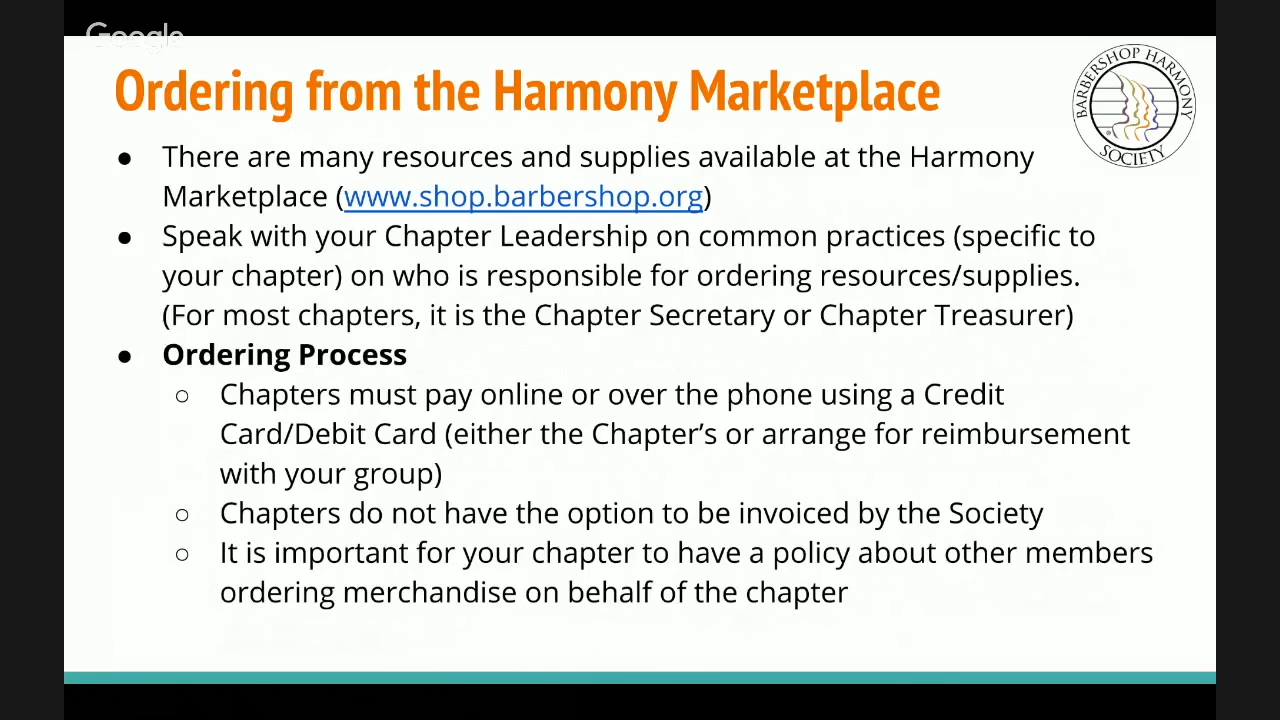 Google
Ordering from the Harmony Marketplace
BARBERSHOP HARMONY
SOCIETY
● There are many resources and supplies available at the Harmony
Marketplace (www.shop.barbershop.org)
● Speak with your Chapter Leadership on common practices (specific to
your chapter) on who is responsible for ordering resources/supplies.
(For most chapters, it is the Chapter Secretary or Chapter Treasurer)
● Ordering Process
○ Chapters must pay online or over the phone using a Credit
Card/Debit Card (either the Chapter’s or arrange for reimbursement
with your group)
○ Chapters do not have the option to be invoiced by the Society
○ It is important for your chapter to have a policy about other members
ordering merchandise on behalf of the chapter